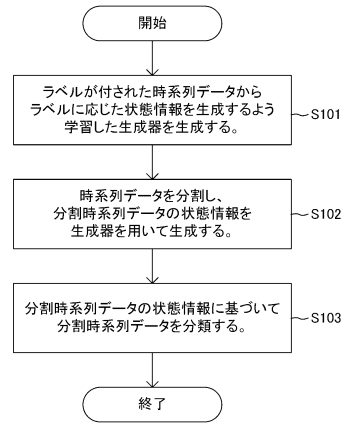 開始
ラベルが付された時系列データから
ラベルに応じた状態情報を生成するよう
学習した生成器を生成する。
S101
時系列データを分割し、
分割時系列データの状態情報を
生成器を用いて生成する。
S102
分割時系列データの状態情報に基づいて
分割時系列データを分類する。
S103
終了